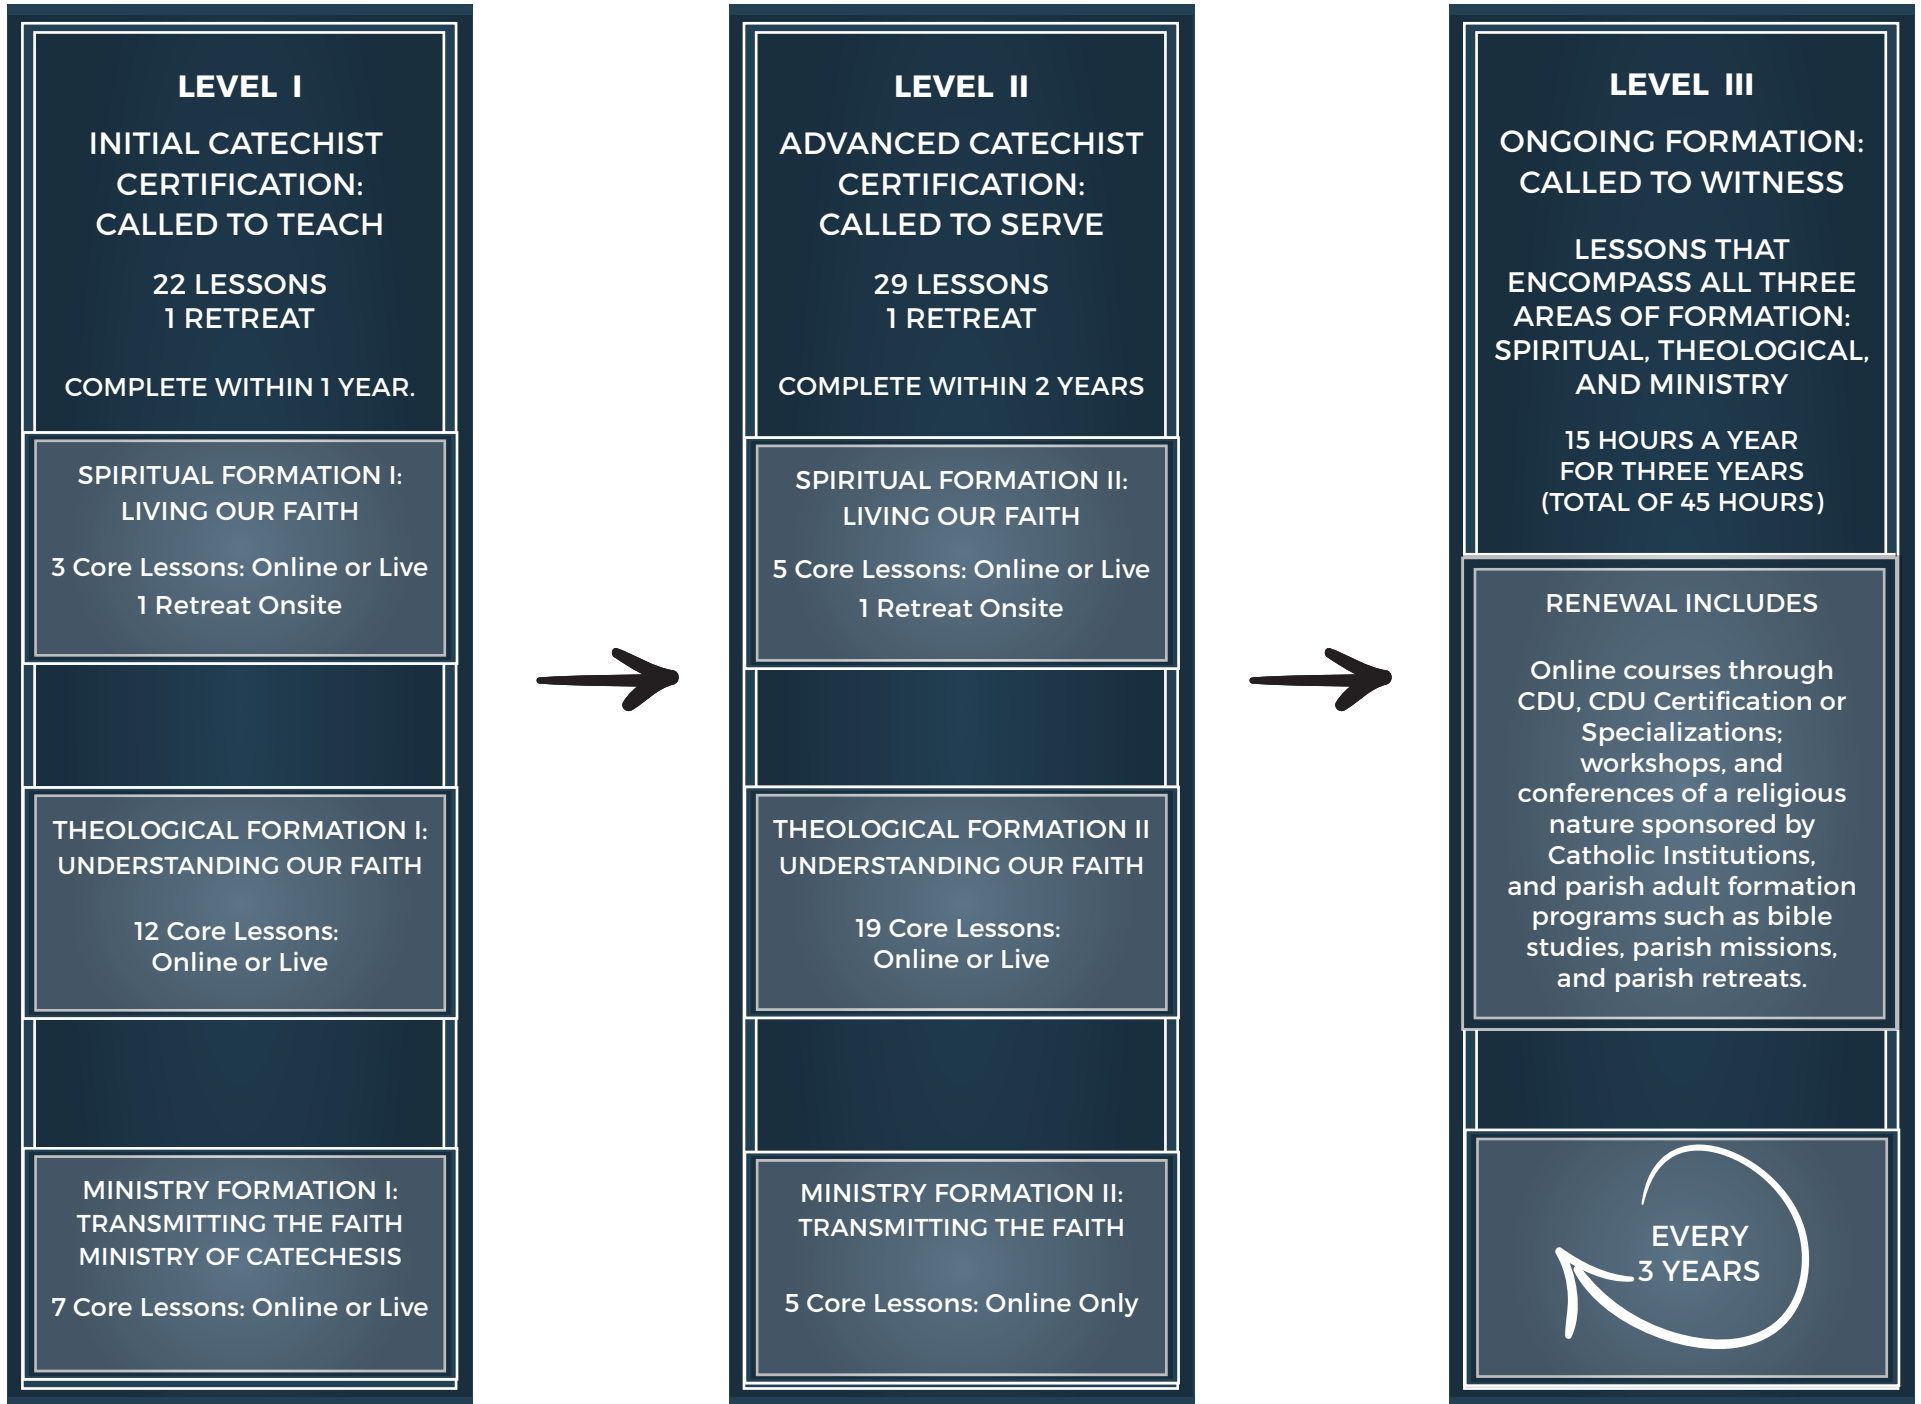 LEVEL I
INITIAL CATECHIST
CERTIFICATION:
CALLED TO TEACH
22 LESSONS
1 RETREAT
COMPLETE WITHIN 1 YEAR.
SPIRITUAL FORMATION I:
LIVING OUR FAITH
3 Core Lessons: Online or Live
1 Retreat Onsite
THEOLOGICAL FORMATION I:
UNDERSTANDING OUR FAITH
12 Core Lessons:
Online or Live
MINISTRY FORMATION I:
TRANSMITTING THE FAITH
MINISTRY OF CATECHESIS
7 Core Lessons: Online or Live
LEVEL II
ADVANCED CATECHIST
CERTIFICATION:
CALLED TO SERVE
29 LESSONS
1 RETREAT
COMPLETE WITHIN 2 YEARS
SPIRITUAL FORMATION II:
LIVING OUR FAITH
5 Core Lessons: Online or Live
1 Retreat Onsite
THEOLOGICAL FORMATION II
UNDERSTANDING OUR FAITH
19 Core Lessons:
Online or Live
MINISTRY FORMATION II:
TRANSMITTING THE FAITH
5 Core Lessons: Online Only
LEVEL III
ONGOING FORMATION:
CALLED TO WITNESS
LESSONS THAT
ENCOMPASS ALL THREE
AREAS OF FORMATION:
SPIRITUAL, THEOLOGICAL,
AND MINISTRY
15 HOURS A YEAR
FOR THREE YEARS
(TOTAL OF 45 HOURS)
RENEWAL INCLUDES
Online courses through
CDU, CDU Certification or
Specializations;
workshops, and
conferences of a religious
nature sponsored by
Catholic Institutions,
and parish adult formation
programs such as bible
studies, parish missions,
and parish retreats.
EVERY
3 YEARS